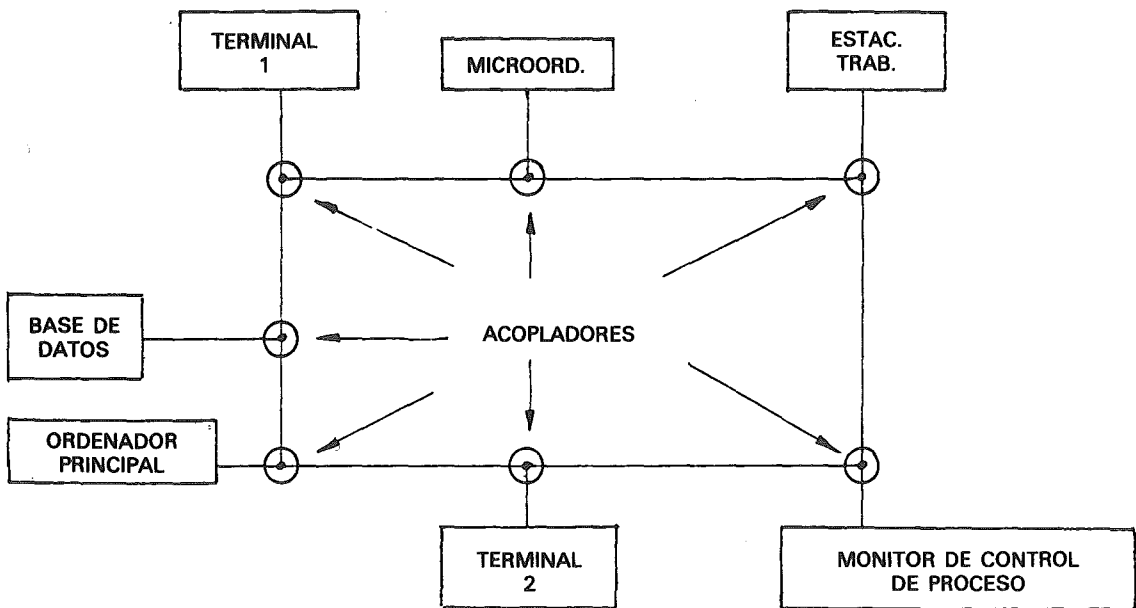 TERMINAL
1
MICROORD.
ESTAC.
TRAB.
BASE DE
DATOS
ACOPLADORES
ORDENADOR
PRINCIPAL
TERMINAL
2
MONITOR DE CONTROL
DE PROCESO